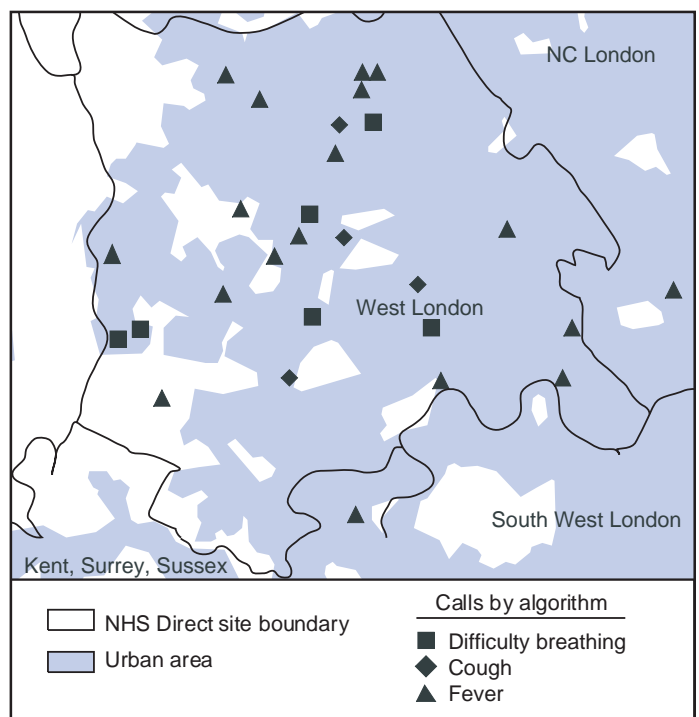 NC London
West London
South West London
Kent, Surrey, Sussex
NHS Direct site boundary
Urban area
Calls by algorithm
Difficulty breathing
Cough
Fever